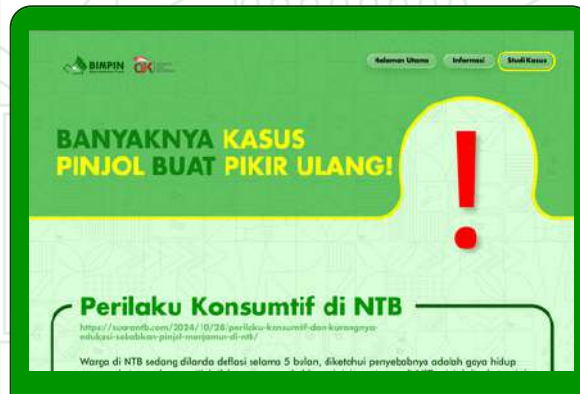 BIMPIN
Halaman Utama
Informasi
Studi Kasus
BANYAKNYA KASUS
PINJOL BUAT PIKIR ULANG!
!
Perilaku Konsumtif di NTB
https://suarantb.com/2024/10/28/perilaku-konsumtif-dan-kurangnya-
edukasi-sebabkan-pinjol-menjamur-di-ntb/
Warga di NTB sedang dilanda deflasi selama 5 bulan, diketahui penyebabnya adalah gaya hidup